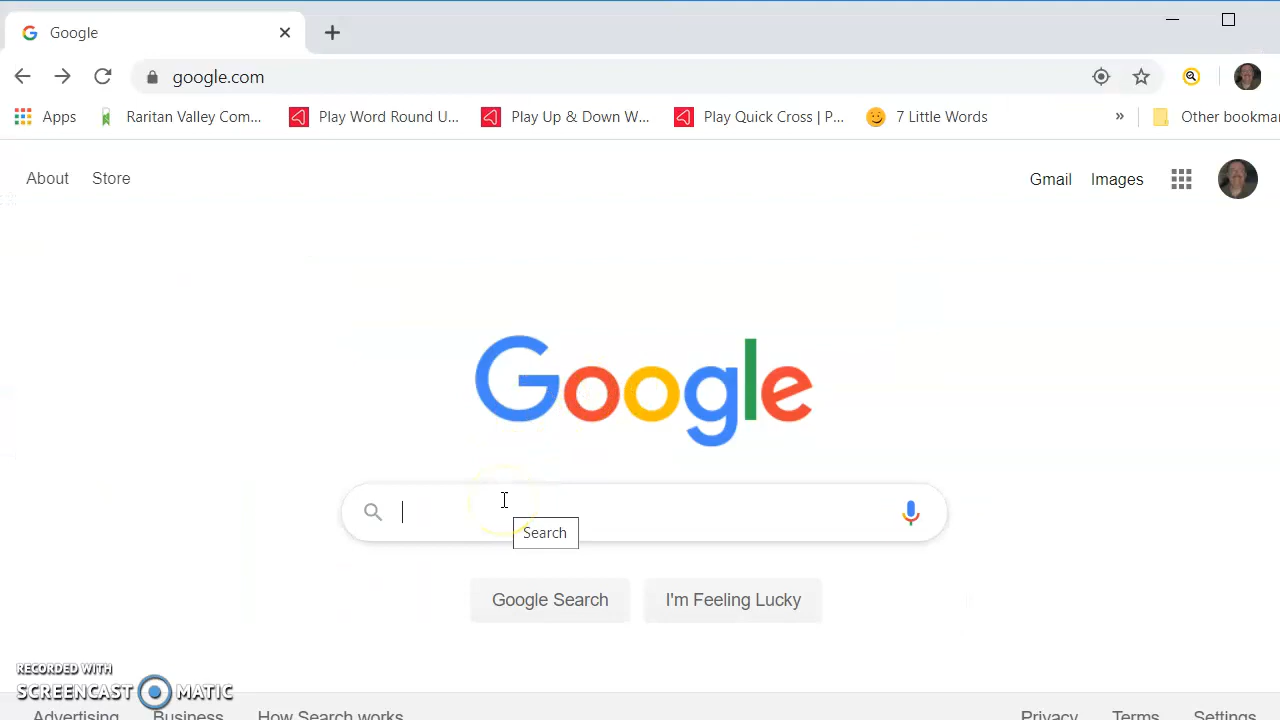 Google
google.com
Apps Raritan Valley Com... Play Word Round U... Play Up & Down W... Play Quick Cross | P... 7 Little Words » Other bookmar
About Store Gmail Images
Google
Search
Google Search I'm Feeling Lucky
RECORDED WITH
SCREENCAST MATIC
Advertising Business How Search works Privacy Terms Settings